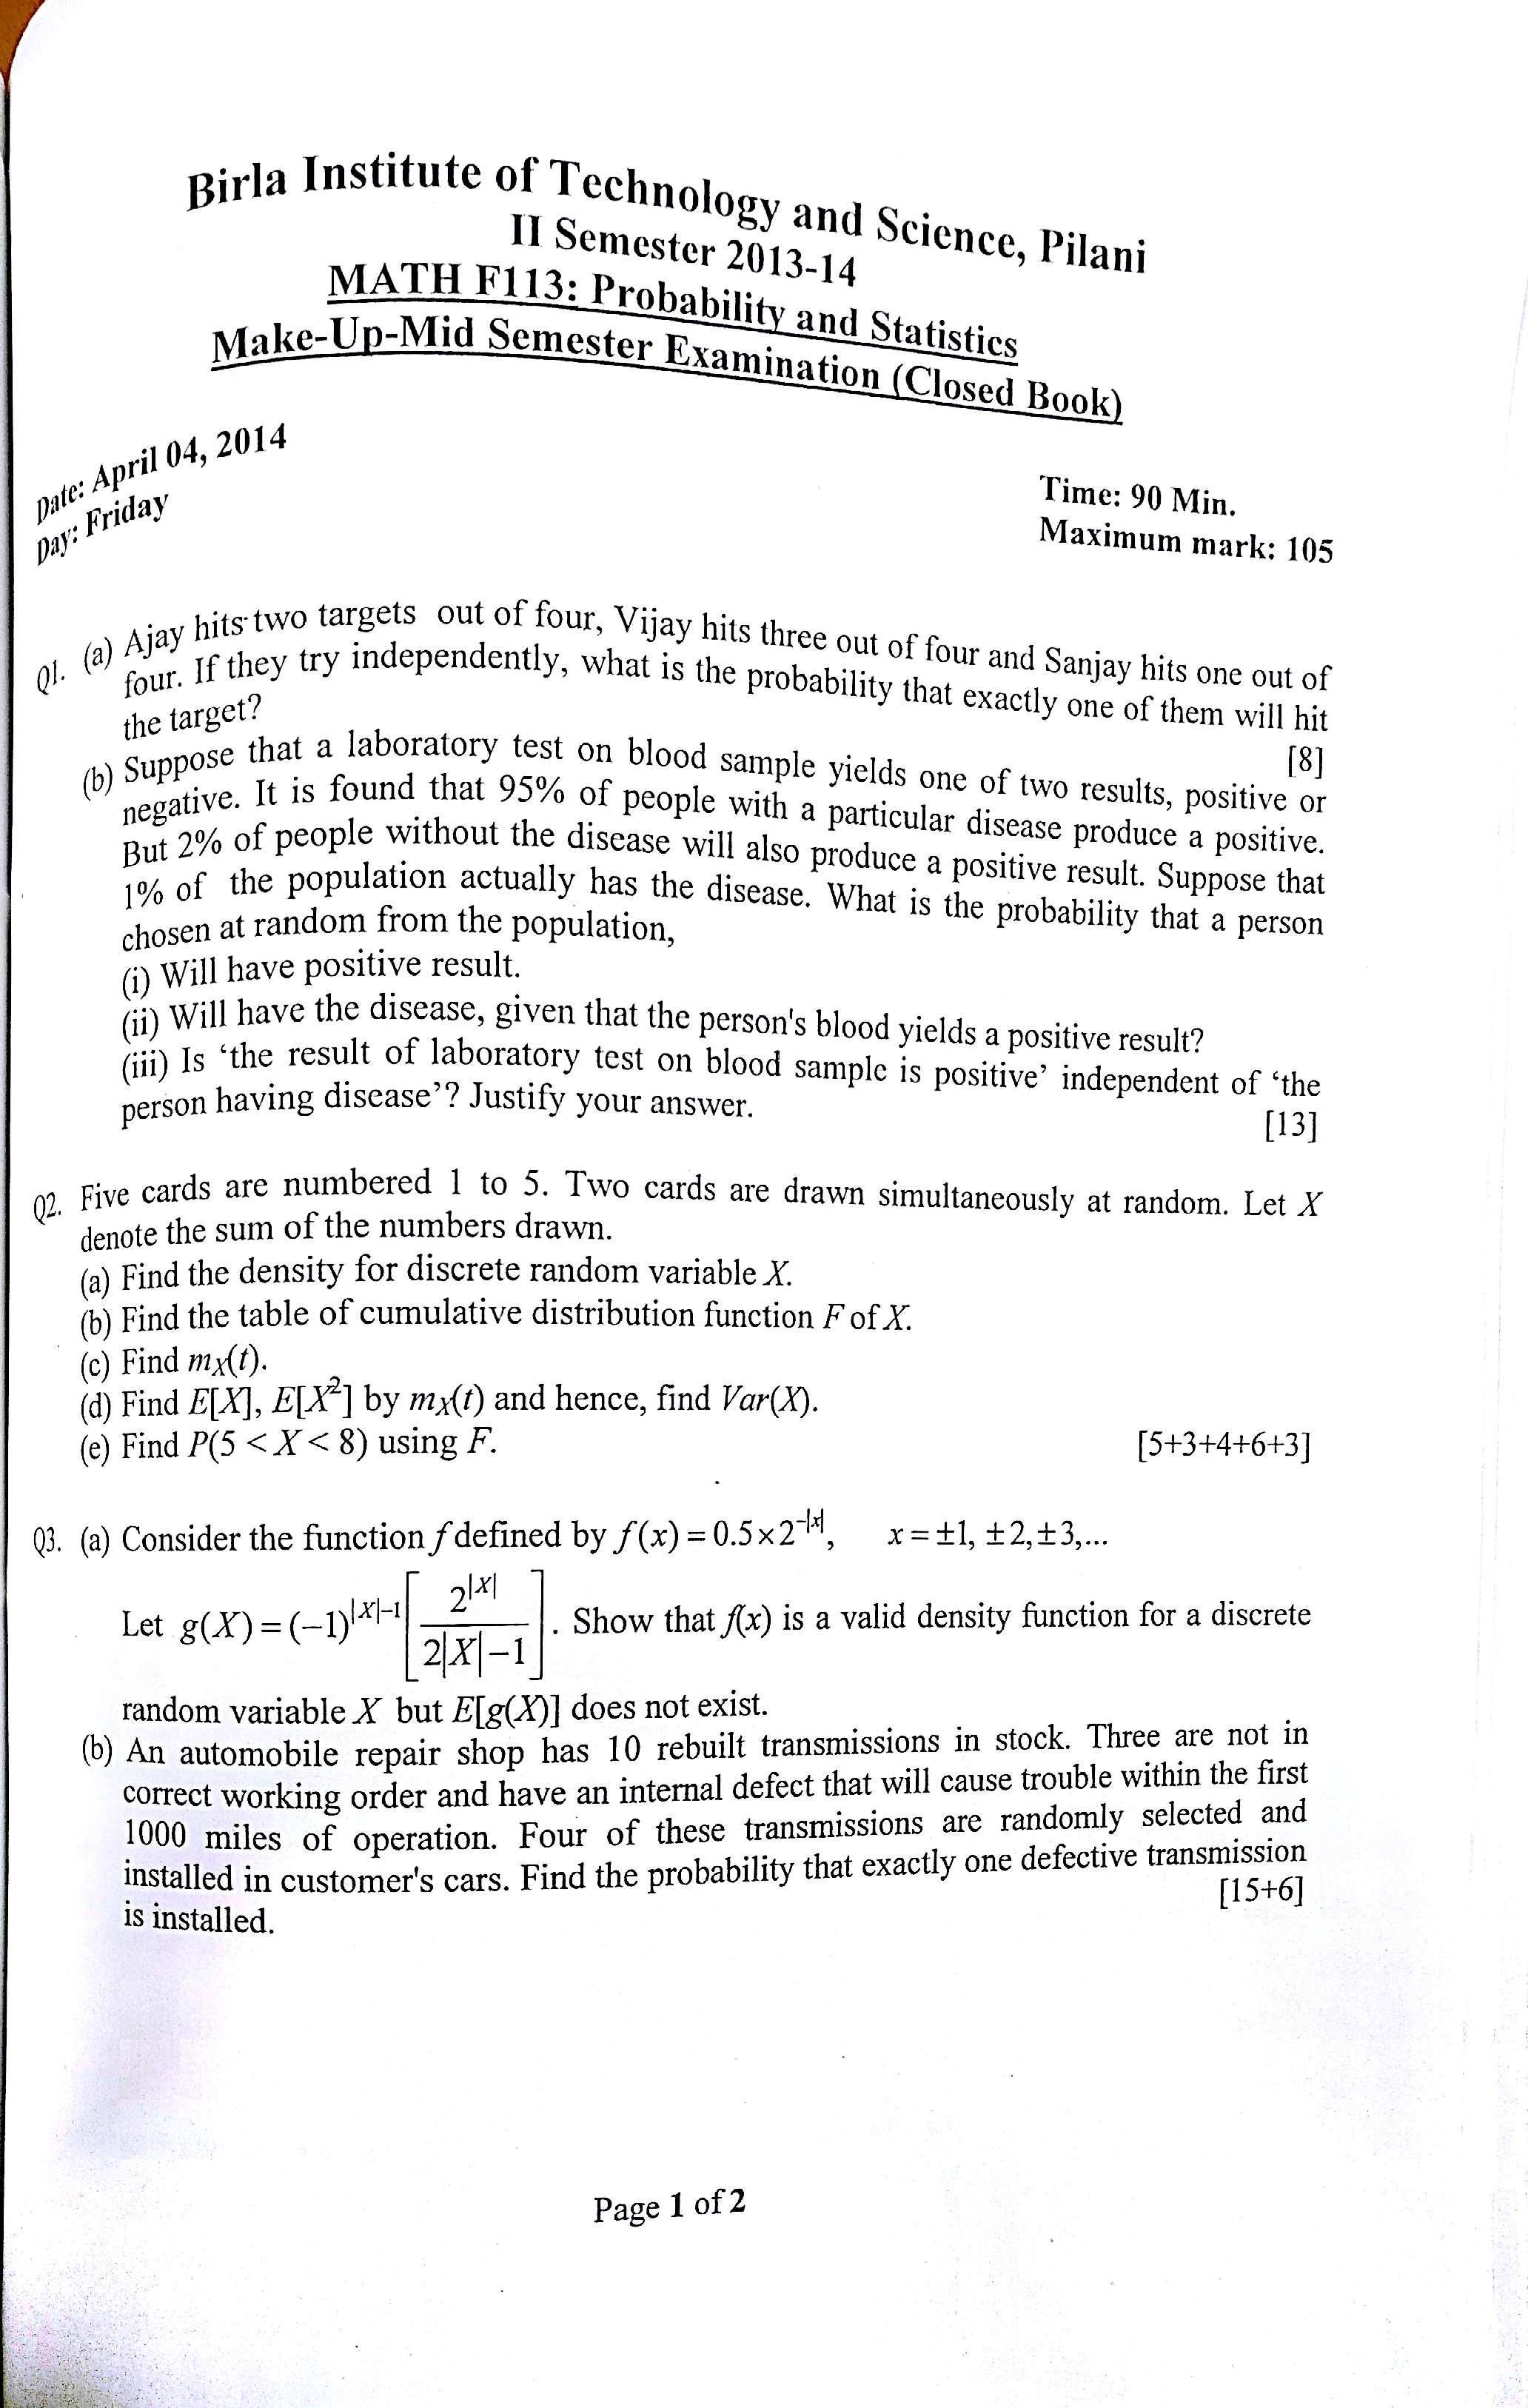 Birla Institute of Technology and Science, Pilani
II Semester 2013-14
MATH F113: Probability and Statistics
Make-Up-Mid Semester Examination (Closed Book)
Date: April 04, 2014
Day: Friday
Time: 90 Min.
Maximum mark: 105
Q1. (a) Ajay hits two targets out of four, Vijay hits three out of four and Sanjay hits one out of
four. If they try independently, what is the probability that exactly one of them will hit
the target?
[8]
(b) Suppose that a laboratory test on blood sample yields one of two results, positive or
negative. It is found that 95% of people with a particular disease produce a positive.
But 2% of people without the disease will also produce a positive result. Suppose that
1% of the population actually has the disease. What is the probability that a person
chosen at random from the population,
(i) Will have positive result.
(ii) Will have the disease, given that the person's blood yields a positive result?
(iii) Is ‘the result of laboratory test on blood sample is positive’ independent of ‘the
person having disease’? Justify your answer.
[13]
Q2. Five cards are numbered 1 to 5. Two cards are drawn simultaneously at random. Let X
denote the sum of the numbers drawn.
(a) Find the density for discrete random variable X.
(b) Find the table of cumulative distribution function F of X.
(c) Find m_X(t).
(d) Find E[X], E[X²] by m_X(t) and hence, find Var(X).
(e) Find P(5 < X < 8) using F. [5+3+4+6+3]
Q3. (a) Consider the function f defined by f(x) = 0.5×2^{-|x|}, x = ±1, ±2,±3,...
Let g(X) = (−1)^{|X|−1} [2^{|X|} / (2|X|−1)]. Show that f(x) is a valid density function for a discrete
random variable X but E[g(X)] does not exist.
(b) An automobile repair shop has 10 rebuilt transmissions in stock. Three are not in
correct working order and have an internal defect that will cause trouble within the first
1000 miles of operation. Four of these transmissions are randomly selected and
installed in customer's cars. Find the probability that exactly one defective transmission
is installed.
[15+6]
Page 1 of 2